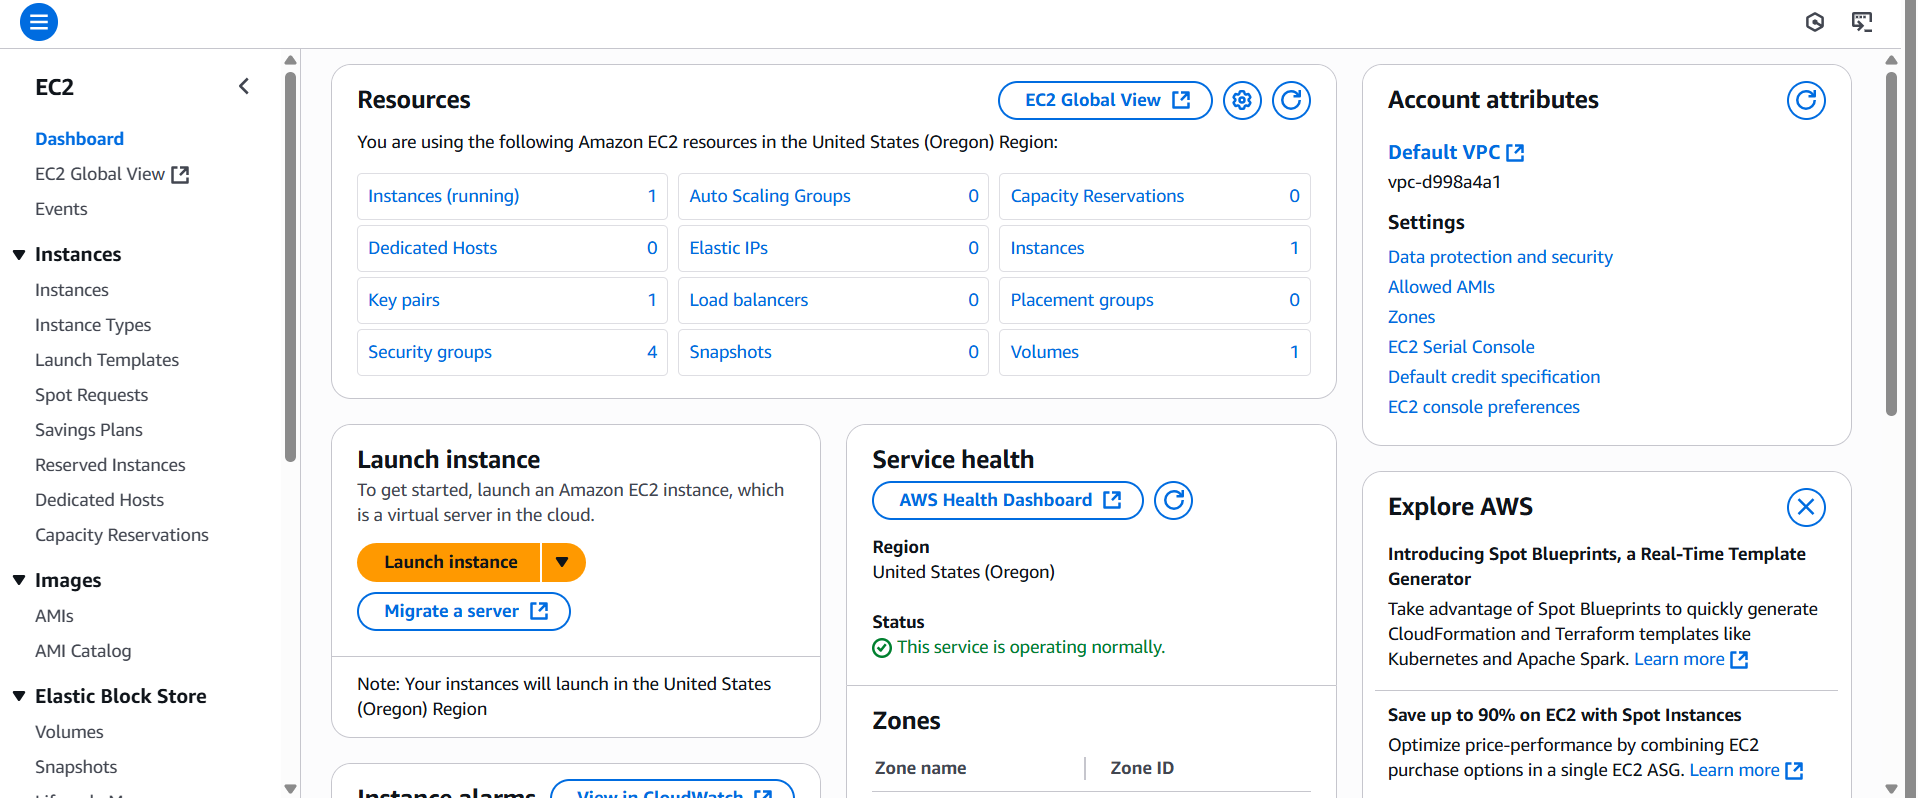 EC2
Dashboard
EC2 Global View
Events
Instances
Instances
Instance Types
Launch Templates
Spot Requests
Savings Plans
Reserved Instances
Dedicated Hosts
Capacity Reservations
Images
AMIs
AMI Catalog
Elastic Block Store
Volumes
Snapshots
Resources
EC2 Global View
You are using the following Amazon EC2 resources in the United States (Oregon) Region:
Instances (running) 1
Auto Scaling Groups 0
Capacity Reservations 0
Dedicated Hosts 0
Elastic IPs 0
Instances 1
Key pairs 1
Load balancers 0
Placement groups 0
Security groups 4
Snapshots 0
Volumes 1
Launch instance
To get started, launch an Amazon EC2 instance, which
is a virtual server in the cloud.
Launch instance
Migrate a server
Note: Your instances will launch in the United States
(Oregon) Region
Instance alarms
View in CloudWatch
Service health
AWS Health Dashboard
Region
United States (Oregon)
Status
This service is operating normally.
Zones
Zone name
Zone ID
Account attributes
Default VPC
vpc-d998a4a1
Settings
Data protection and security
Allowed AMIs
Zones
EC2 Serial Console
Default credit specification
EC2 console preferences
Explore AWS
Introducing Spot Blueprints, a Real-Time Template
Generator
Take advantage of Spot Blueprints to quickly generate
CloudFormation and Terraform templates like
Kubernetes and Apache Spark. Learn more
Save up to 90% on EC2 with Spot Instances
Optimize price-performance by combining EC2
purchase options in a single EC2 ASG. Learn more